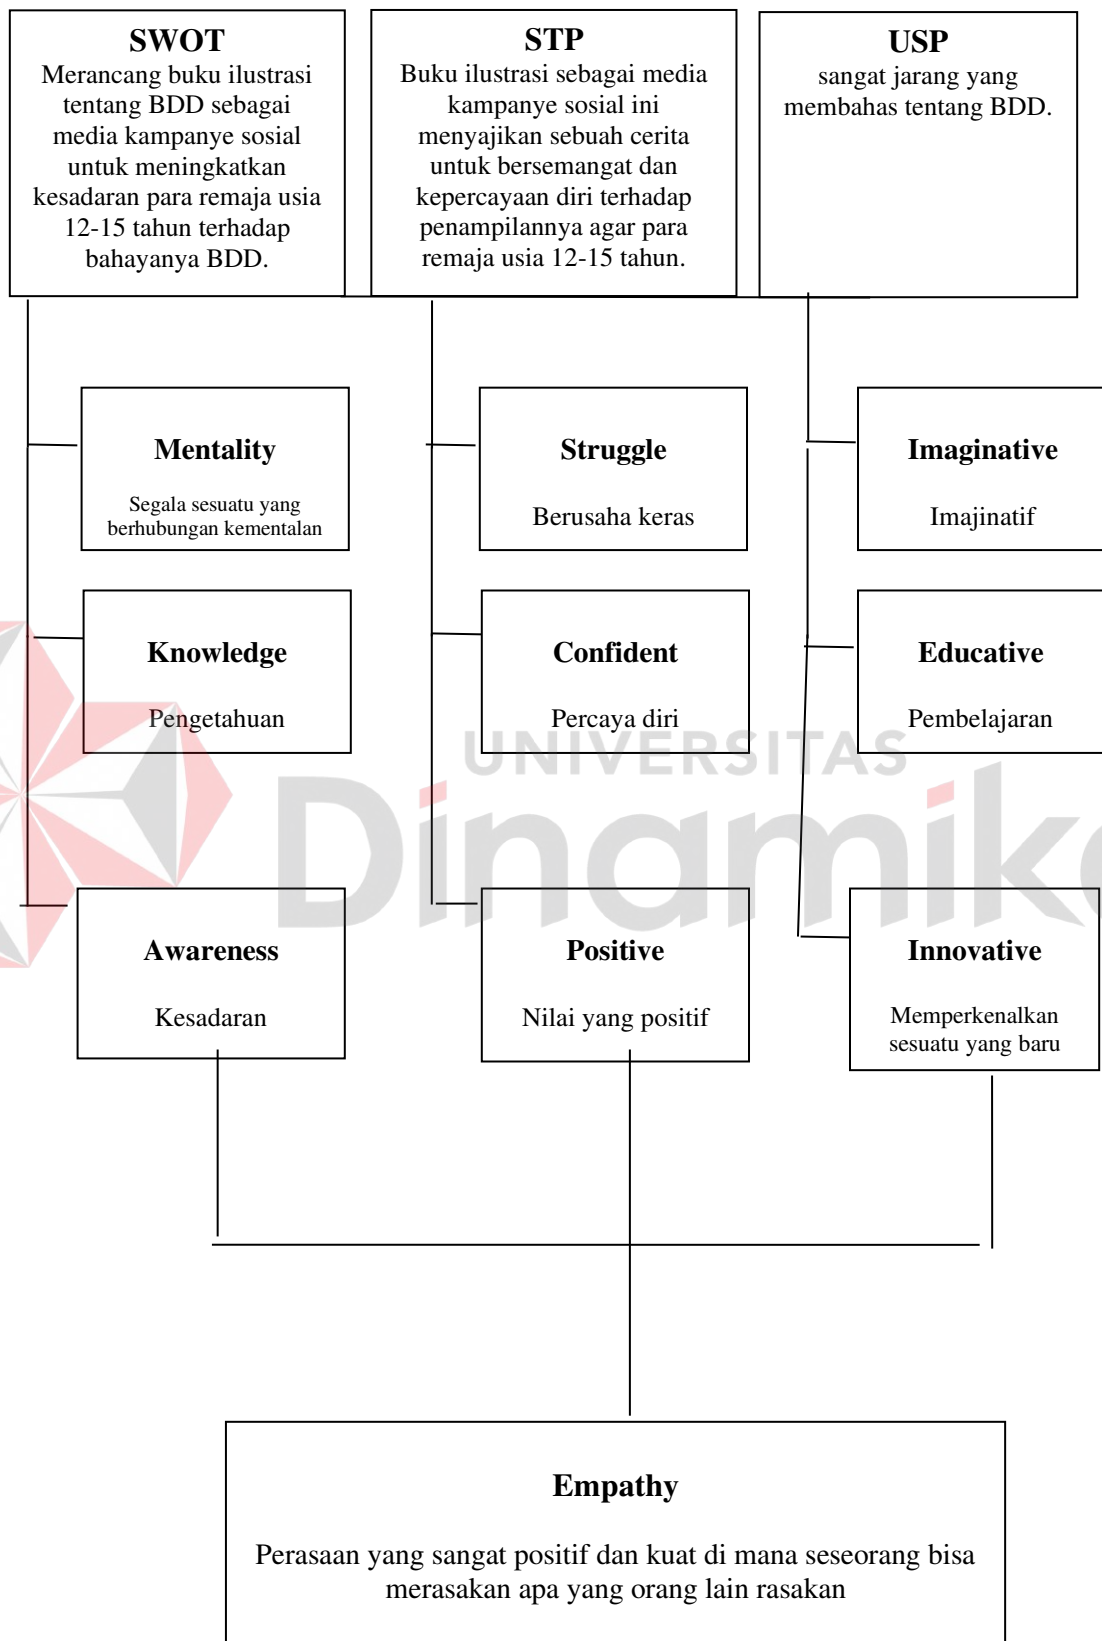 SWOT
Merancang buku ilustrasi
tentang BDD sebagai
media kampanye sosial
untuk meningkatkan
kesadaran para remaja usia
12-15 tahun terhadap
bahayanya BDD.
STP
Buku ilustrasi sebagai media
kampanye sosial ini
menyajikan sebuah cerita
untuk bersemangat dan
kepercayaan diri terhadap
penampilannya agar para
remaja usia 12-15 tahun.
USP
sangat jarang yang
membahas tentang BDD.
Mentality
Segala sesuatu yang
berhubungan kementalan
Struggle
Berusaha keras
Imaginative
Imajinatif
Knowledge
Pengetahuan
Confident
Percaya diri
Educative
Pembelajaran
UNIVERSITAS
Dinamika
Awareness
Kesadaran
Positive
Nilai yang positif
Innovative
Memperkenalkan
sesuatu yang baru
Empathy
Perasaan yang sangat positif dan kuat di mana seseorang bisa
merasakan apa yang orang lain rasakan